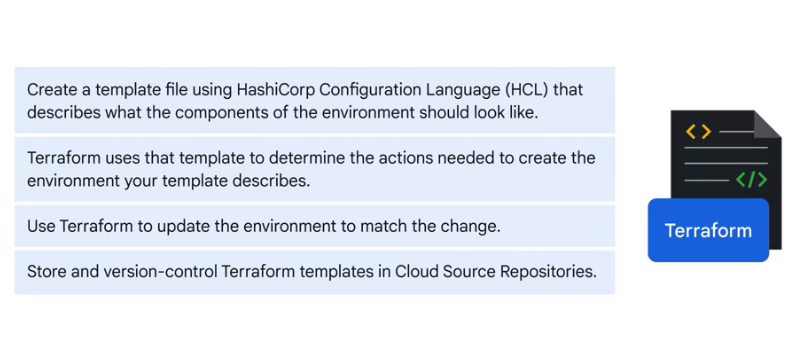 Create a template file using HashiCorp Configuration Language (HCL) that
describes what the components of the environment should look like.
Terraform uses that template to determine the actions needed to create the
environment your template describes.
Use Terraform to update the environment to match the change.
Store and version-control Terraform templates in Cloud Source Repositories.
< >
</>
Terraform